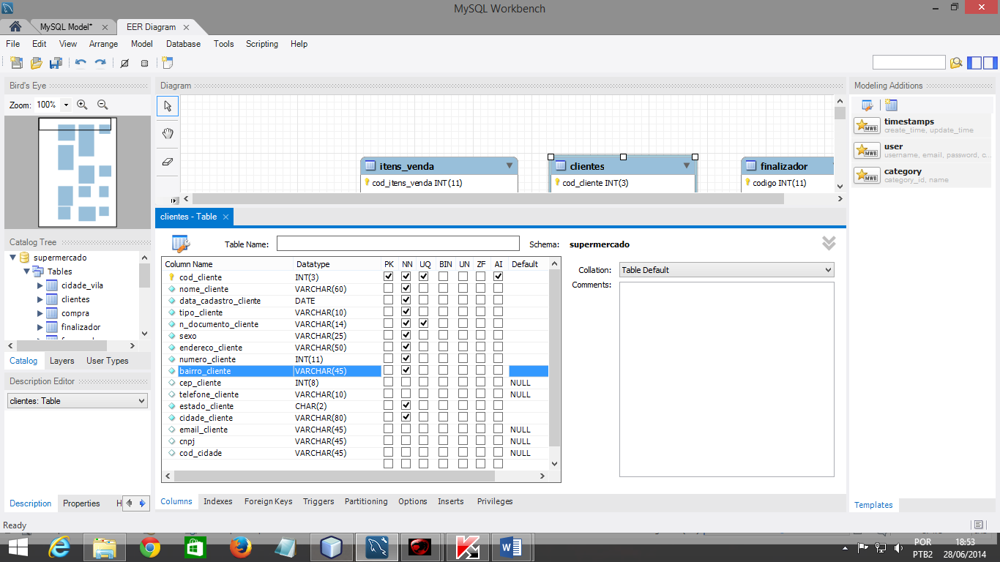 MySQL Workbench
MySQL Model*
EER Diagram
File Edit View Arrange Model Database Tools Scripting Help
Bird's Eye
Zoom: 100%
Diagram
itens_venda
cod_itens_venda INT(11)
clientes
cod_cliente INT(3)
finalizador
codigo INT(11)
Modeling Additions
timestamps
create_time, update_time
user
username, email, password, c...
category
category_id, name
Catalog Tree
supermercado
Tables
cidade_vila
clientes
compra
finalizador
Catalog Layers User Types
Description Editor
clientes: Table
Description Properties H
clientes - Table
Table Name:
Schema: supermercado
Column Name Datatype PK NN UQ BIN UN ZF AI Default
cod_cliente INT(3)
nome_cliente VARCHAR(60)
data_cadastro_cliente DATE
tipo_cliente VARCHAR(10)
n_documento_cliente VARCHAR(14)
sexo VARCHAR(25)
endereco_cliente VARCHAR(50)
numero_cliente INT(11)
bairro_cliente VARCHAR(45)
cep_cliente INT(8) NULL
telefone_cliente VARCHAR(10) NULL
estado_cliente CHAR(2)
cidade_cliente VARCHAR(80)
email_cliente VARCHAR(45) NULL
cnpj VARCHAR(45) NULL
cod_cidade VARCHAR(45) NULL
Collation: Table Default
Comments:
Columns Indexes Foreign Keys Triggers Partitioning Options Inserts Privileges
Templates
Ready
POR
PTB2
18:53
28/06/2014